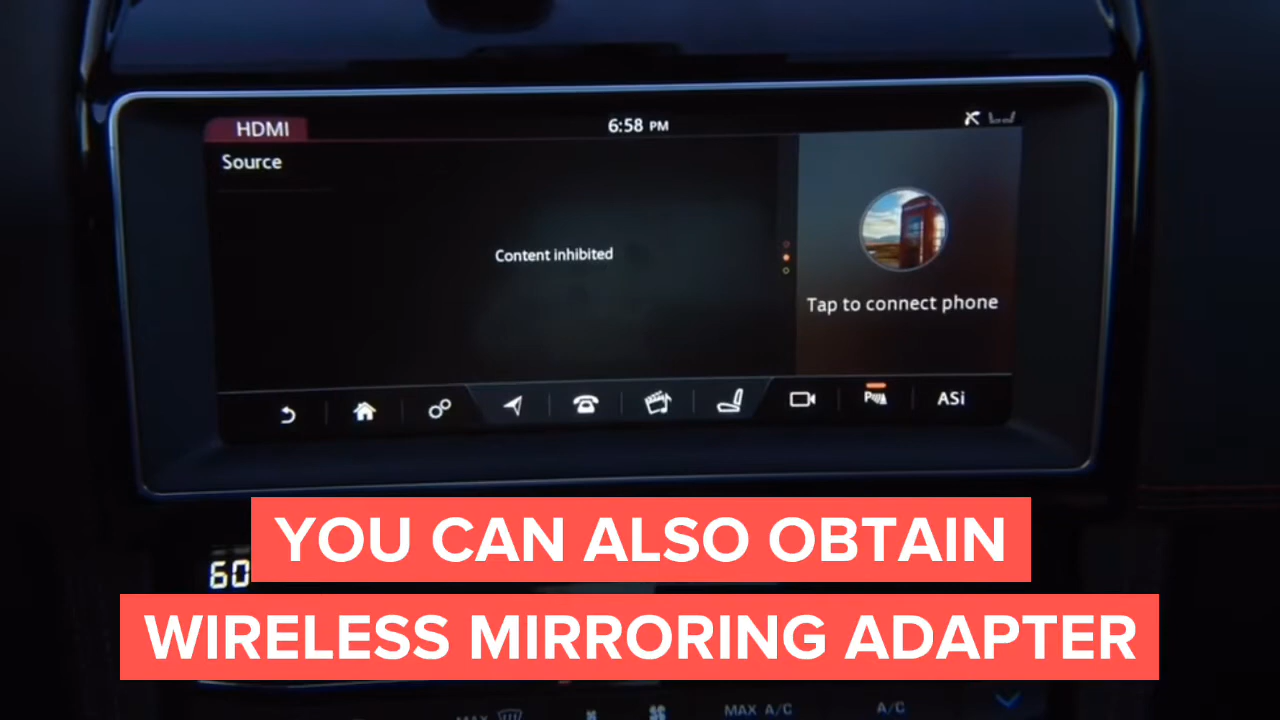 HDMI
6:58 PM
Source
Content inhibited
Tap to connect phone
ASi
YOU CAN ALSO OBTAIN
60
WIRELESS MIRRORING ADAPTER
MAX
MAX A/C
A/C